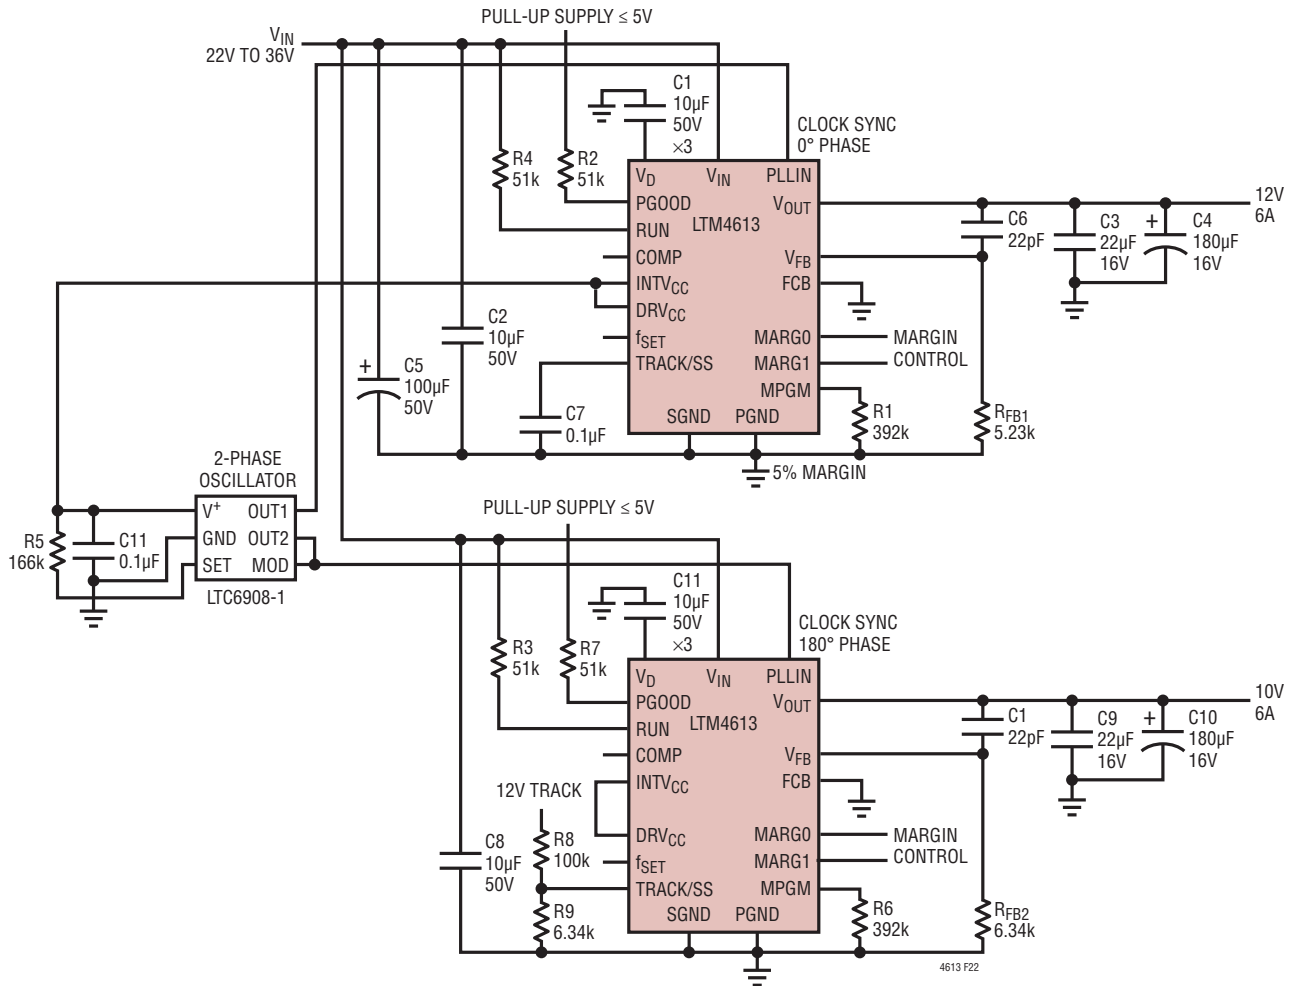 PULL-UP SUPPLY ≤ 5V
VIN
22V TO 36V
C1
10µF
50V
×3
CLOCK SYNC
0° PHASE
R4
51k
R2
51k
VD
VIN
PLLIN
PGOOD
VOUT
LTM4613
RUN
COMP
VFB
INTVCC
FCB
DRVCC
fSET
MARG0
TRACK/SS
MARG1
MPGM
SGND
PGND
12V
6A
C6
22pF
C3
22µF
16V
+
C4
180µF
16V
MARGIN
CONTROL
C2
10µF
50V
+
C5
100µF
50V
C7
0.1µF
R1
392k
RFB1
5.23k
5% MARGIN
2-PHASE
OSCILLATOR
V+
OUT1
GND
OUT2
SET
MOD
LTC6908-1
R5
166k
C11
0.1µF
PULL-UP SUPPLY ≤ 5V
C11
10µF
50V
×3
CLOCK SYNC
180° PHASE
R3
51k
R7
51k
VD
VIN
PLLIN
PGOOD
VOUT
LTM4613
RUN
COMP
VFB
INTVCC
FCB
DRVCC
MARG0
fSET
MARG1
TRACK/SS
MPGM
SGND
PGND
10V
6A
C1
22pF
C9
22µF
16V
+
C10
180µF
16V
MARGIN
CONTROL
12V TRACK
R8
100k
C8
10µF
50V
R9
6.34k
R6
392k
RFB2
6.34k
4613 F22